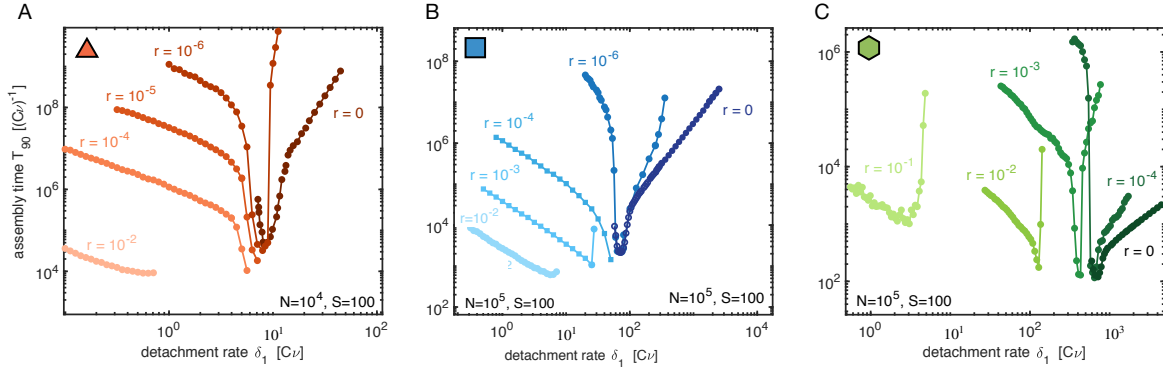 A
r = 10⁻⁶
r = 10⁻⁵
r = 10⁻⁴
r = 10⁻²
r = 0
N=10⁴, S=100
assembly time T₉₀ [(Cν)⁻¹]
10⁸
10⁶
10⁴
10⁰
10¹
10²
detachment rate δ₁ [Cν]
B
r = 10⁻⁶
r = 10⁻⁴
r = 10⁻³
r=10⁻²
2
r = 0
N=10⁵, S=100
N=10⁵, S=100
10⁸
10⁶
10⁴
10²
10⁰
10¹
10²
10⁴
detachment rate δ₁ [Cν]
C
r = 10⁻³
r = 10⁻¹
r = 10⁻²
r = 10⁻⁴
r = 0
N=10⁵, S=100
10⁶
10⁴
10²
10⁰
10¹
10²
10⁴
detachment rate δ₁ [Cν]